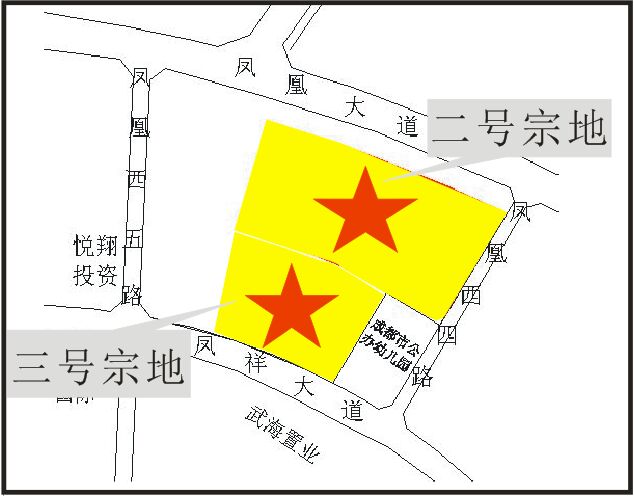 凤凰大道
二号宗地
凤凰西五路
凤凰西四路
悦翔
投资
成都市公
办幼儿园
三号宗地
凤祥大道
武海置业